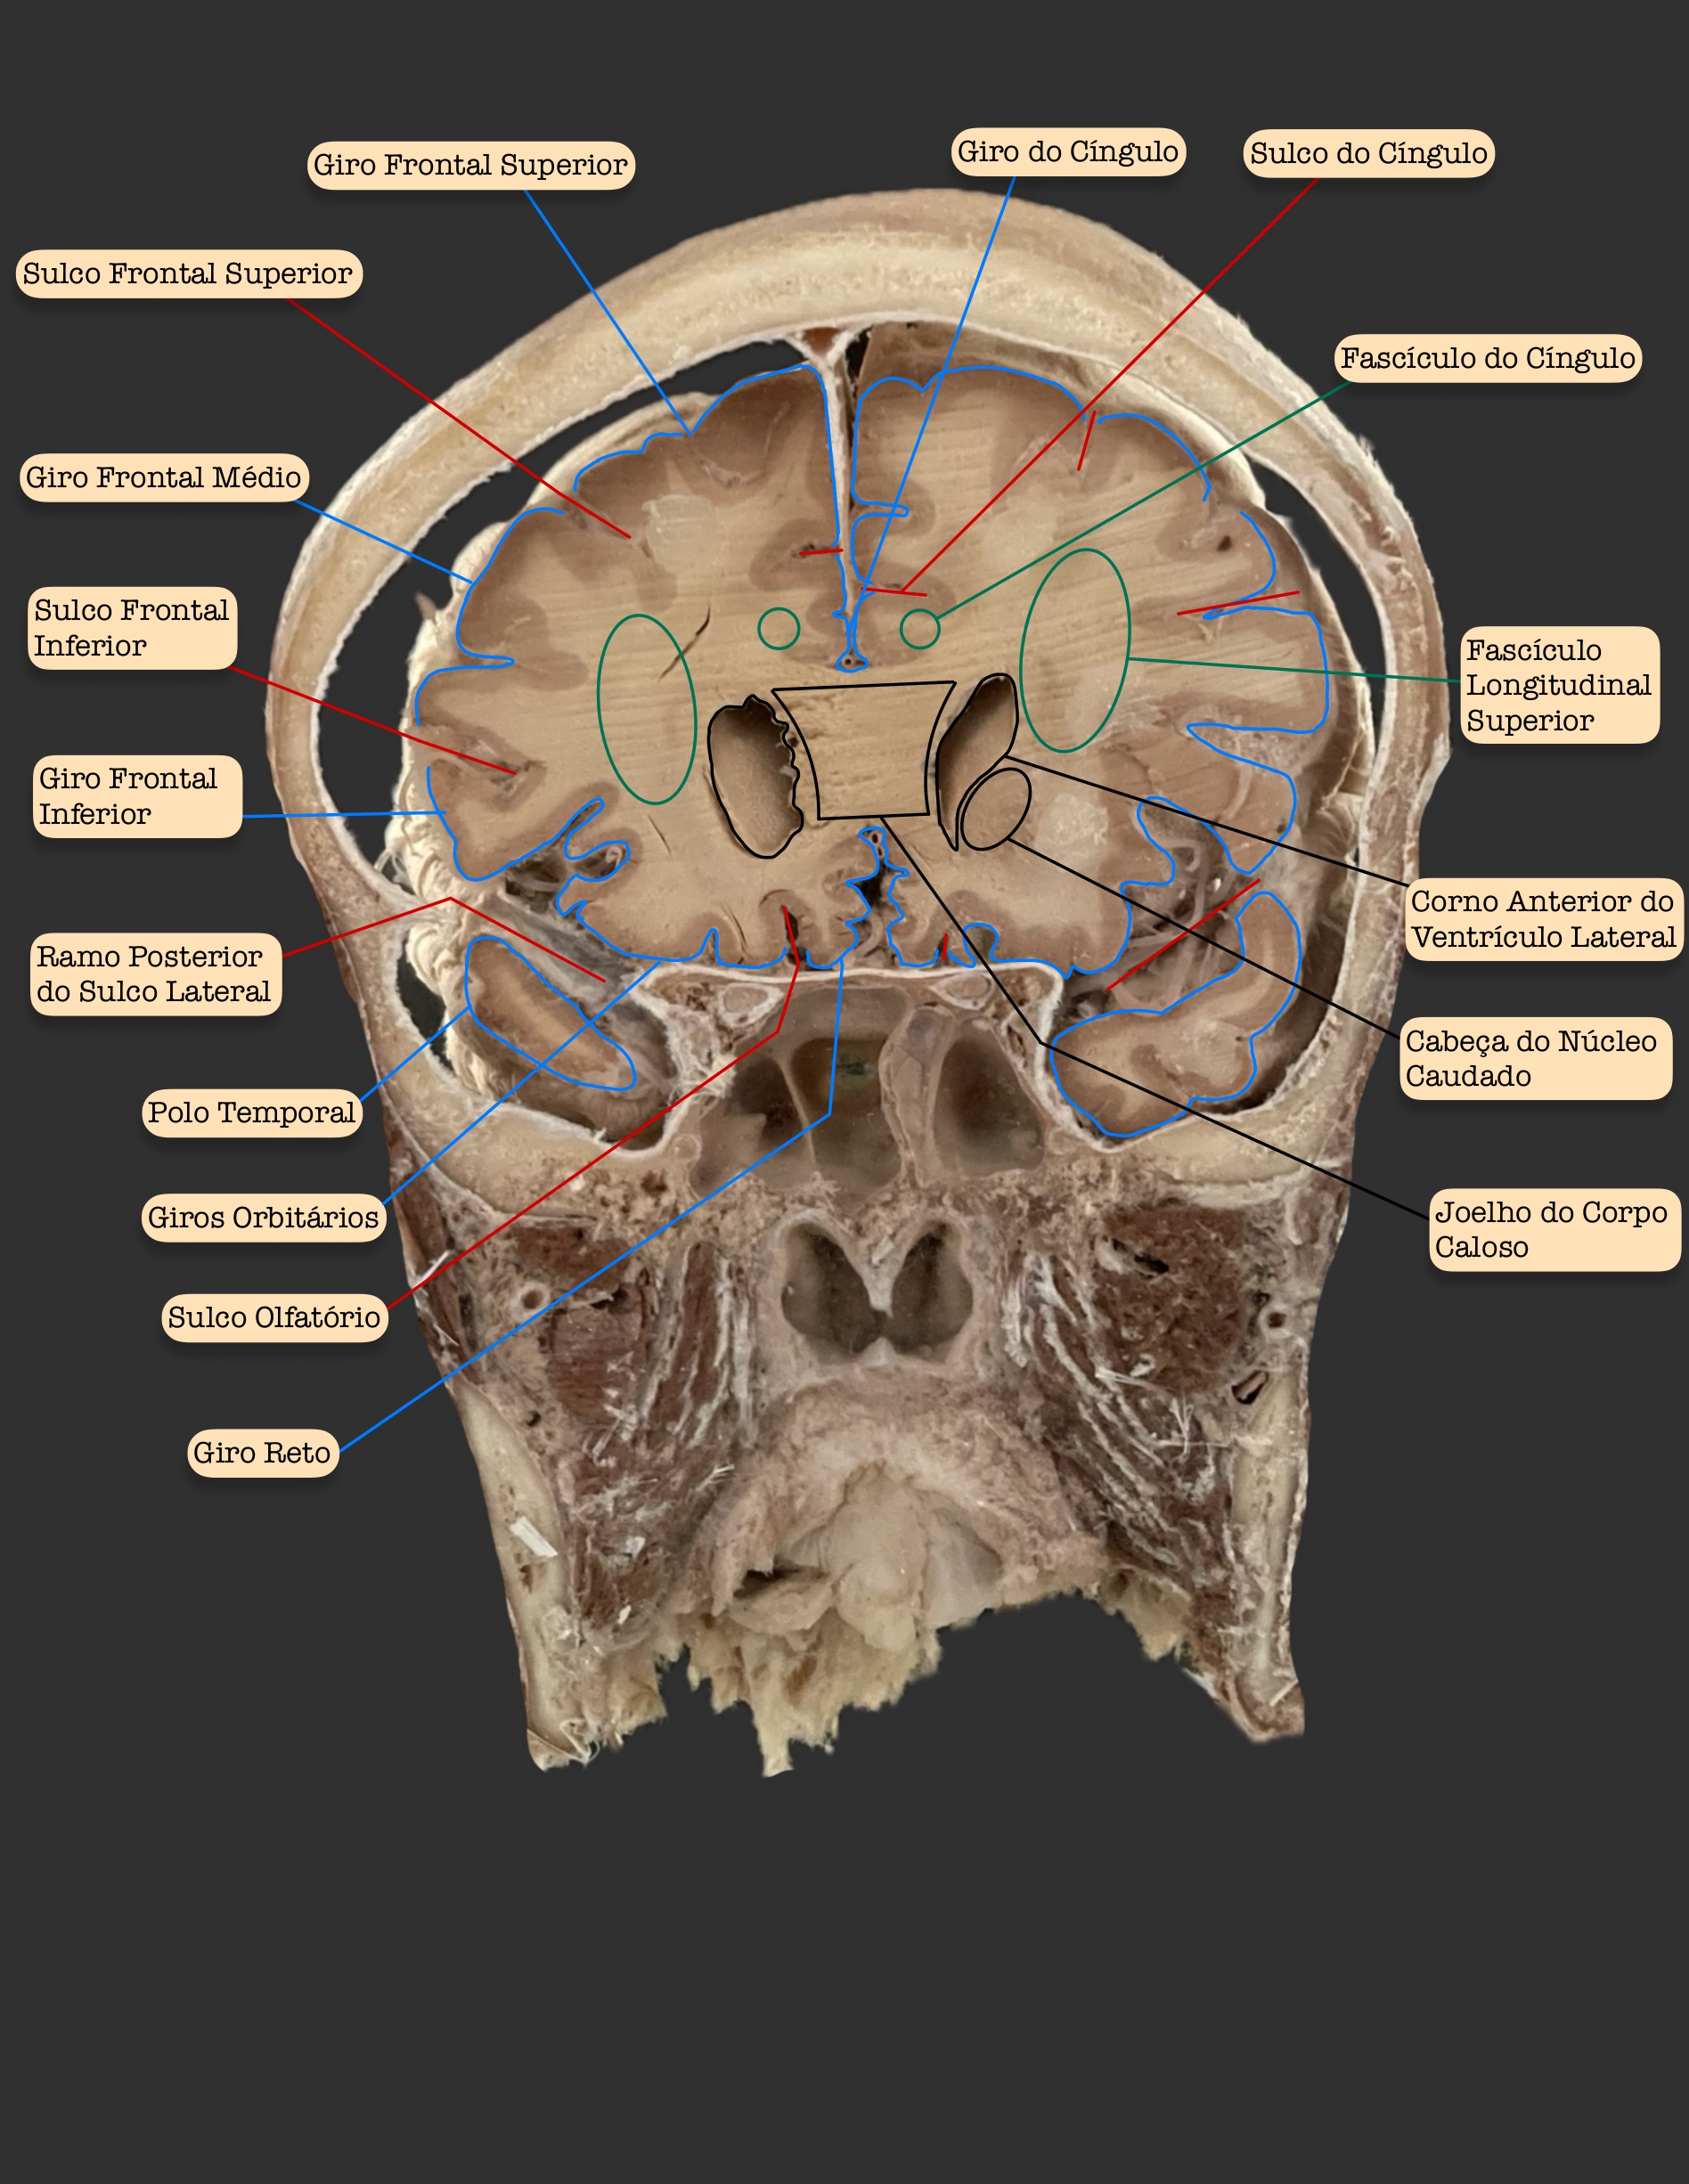 Giro Frontal Superior
Giro do Cíngulo
Sulco do Cíngulo
Sulco Frontal Superior
Fascículo do Cíngulo
Giro Frontal Médio
Sulco Frontal
Inferior
Fascículo
Longitudinal
Superior
Giro Frontal
Inferior
Corno Anterior do
Ventrículo Lateral
Ramo Posterior
do Sulco Lateral
Cabeça do Núcleo
Caudado
Polo Temporal
Giros Orbitários
Joelho do Corpo
Caloso
Sulco Olfatório
Giro Reto